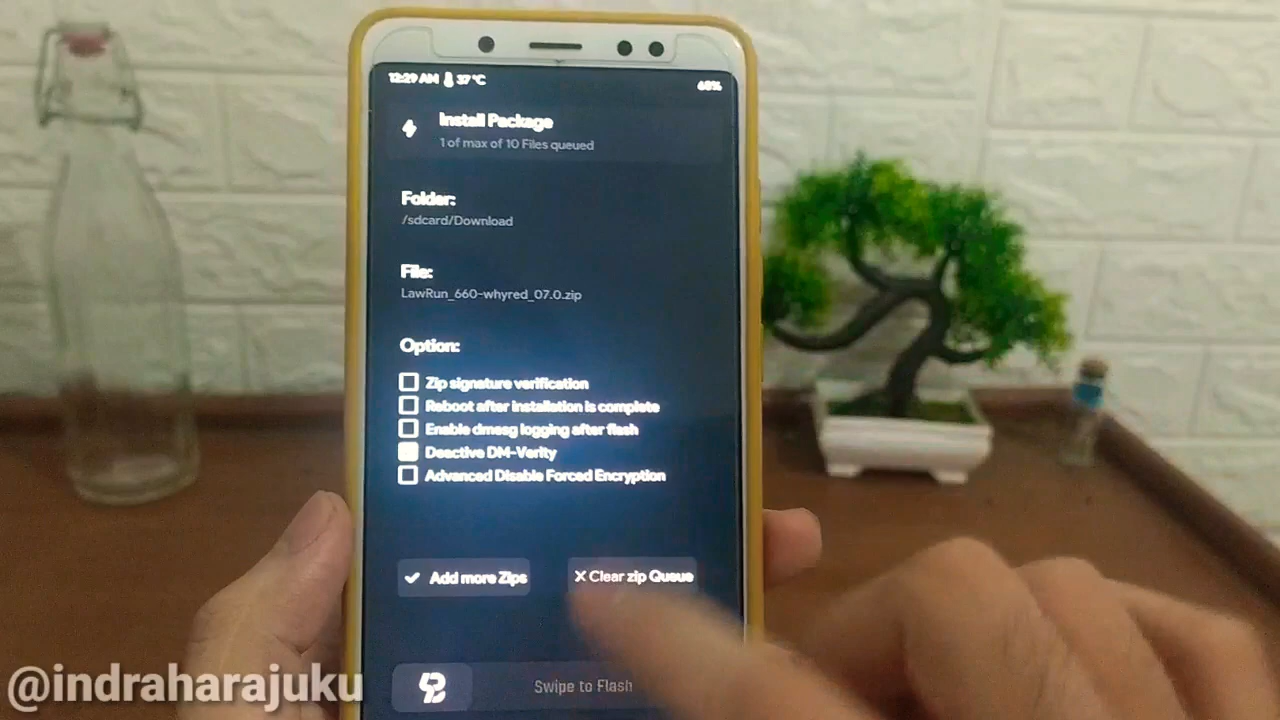 12:29 AM 37 °C
68%
Install Package
1 of max of 10 Files queued
Folder:
/sdcard/Download
File:
LawRun_660-whyred_07.0.zip
Option:
Zip signature verification
Reboot after installation is complete
Enable dmesg logging after flash
Deactive DM-Verity
Advanced Disable Forced Encryption
Add more Zips
Clear zip Queue
Swipe to Flash
@indraharajuku